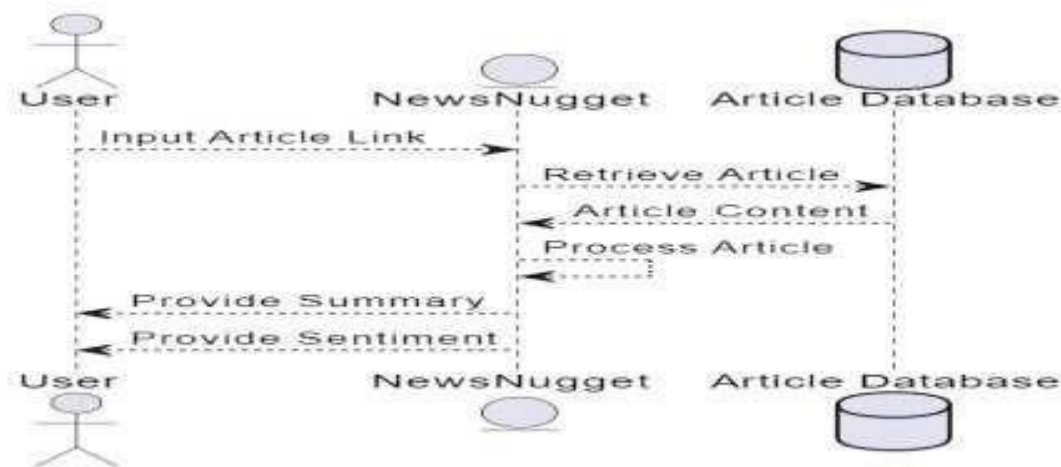 User NewsNugget Article Database
Input Article Link
Retrieve Article
Article Content
Process Article
Provide Summary
Provide Sentiment
User NewsNugget Article Database